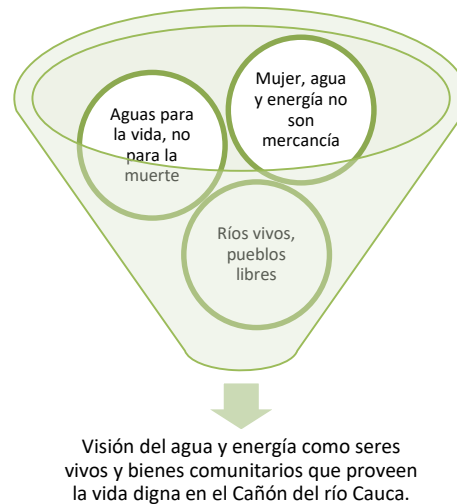 Aguas para
la vida, no
para la
muerte
Mujer, agua
y energía no
son
mercancía
Ríos vivos,
pueblos
libres
Visión del agua y energía como seres
vivos y bienes comunitarios que proveen
la vida digna en el Cañón del río Cauca.